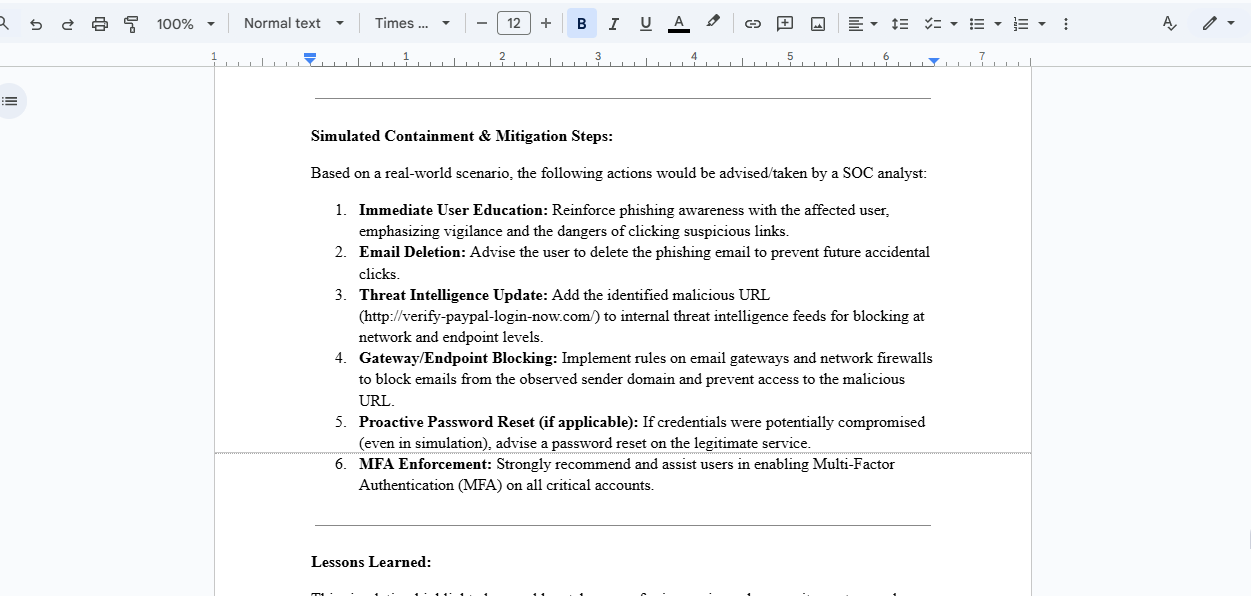 100% Normal text Times ... − 12 + B I U A
1 1 2 3 4 5 6 7
Simulated Containment & Mitigation Steps:
Based on a real-world scenario, the following actions would be advised/taken by a SOC analyst:
1. Immediate User Education: Reinforce phishing awareness with the affected user,
emphasizing vigilance and the dangers of clicking suspicious links.
2. Email Deletion: Advise the user to delete the phishing email to prevent future accidental
clicks.
3. Threat Intelligence Update: Add the identified malicious URL
(http://verify-paypal-login-now.com/) to internal threat intelligence feeds for blocking at
network and endpoint levels.
4. Gateway/Endpoint Blocking: Implement rules on email gateways and network firewalls
to block emails from the observed sender domain and prevent access to the malicious
URL.
5. Proactive Password Reset (if applicable): If credentials were potentially compromised
(even in simulation), advise a password reset on the legitimate service.
6. MFA Enforcement: Strongly recommend and assist users in enabling Multi-Factor
Authentication (MFA) on all critical accounts.
Lessons Learned: